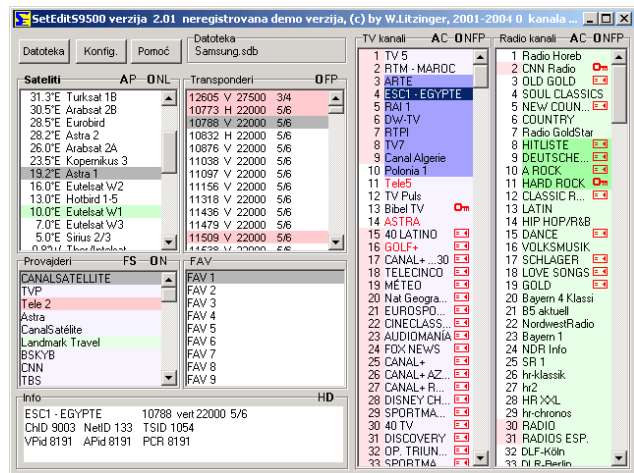 SetEditS9500 verzija 2.01 neregistrovana demo verzija, (c) by W.Litzinger, 2001-2004 0 kanala ...
Datoteka
Konfig.
Pomoć
Datoteka
Samsung.sdb
Sateliti AP ONL
31.3°E Turksat 1B
30.5°E Arabsat 2B
28.5°E Eurobird
28.2°E Astra 2
26.0°E Arabsat 2A
23.5°E Kopernikus 3
19.2°E Astra 1
16.0°E Eutelsat W2
13.0°E Hotbird 1-5
10.0°E Eutelsat W1
7.0°E Eutelsat W3
5.0°E Sirius 2/3
Transponderi OFP
12605 V 27500 3/4
10773 H 22000 5/6
10788 V 22000 5/6
10832 H 22000 5/6
10876 V 22000 5/6
11038 V 22000 5/6
11097 V 22000 5/6
11156 V 22000 5/6
11318 V 22000 5/6
11436 V 22000 5/6
11479 V 22000 5/6
11509 V 22000 5/6
Provajderi FS ON
CANALSATELLITE
TVP
Tele 2
Astra
CanalSatélite
Landmark Travel
BSKYB
CNN
TBS
FAV
FAV 1
FAV 2
FAV 3
FAV 4
FAV 5
FAV 6
FAV 7
FAV 8
FAV 9
Info HD
ESC1 - EGYPTE 10788 vert 22000 5/6
ChID 9003 NetID 133 TSID 1054
VPid 8191 APid 8191 PCR 8191
TV kanali AC ONFP
1 TV 5
2 RTM - MAROC
3 ARTE
4 ESC1 - EGYPTE
5 RAI 1
6 DW-TV
7 RTPI
8 TV7
9 Canal Algerie
10 Polonia 1
11 Tele5
12 TV Puls
13 Bibel TV
14 ASTRA
15 40 LATINO
16 GOLF+
17 CANAL+ ...30
18 TELECINCO
19 MÉTEO
20 Nat Geogra...
21 EUROSPO...
22 CINECLASS...
23 AUDIOMANÍA
24 FOX NEWS
25 CANAL+
26 CANAL+ AZ...
27 CANAL+ R...
28 DISNEY CH...
29 SPORTMA...
30 40 TV
31 DISCOVERY
32 OP. TRIUN...
33 SPORTMA...
Radio kanali AC ONFP
1 Radio Horeb
2 CNN Radio
3 OLD GOLD
4 SOUL CLASSICS
5 NEW COUN...
6 COUNTRY
7 Radio GoldStar
8 HITLISTE
9 DEUTSCHE...
10 A ROCK
11 HARD ROCK
12 CLASSIC R...
13 LATIN
14 HIP HOP/R&B
15 DANCE
16 VOLKSMUSIK
17 SCHLAGER
18 LOVE SONGS
19 GOLD
20 Bayern 4 Klassi
21 B5 aktuell
22 NordwestRadio
23 Bayern 1
24 NDR Info
25 SR 1
26 hr-klassik
27 hr2
28 HR XXL
29 hr-chronos
30 RADIO
31 RADIOS ESP.
32 DLF-Köln
33 DLR-Berlin